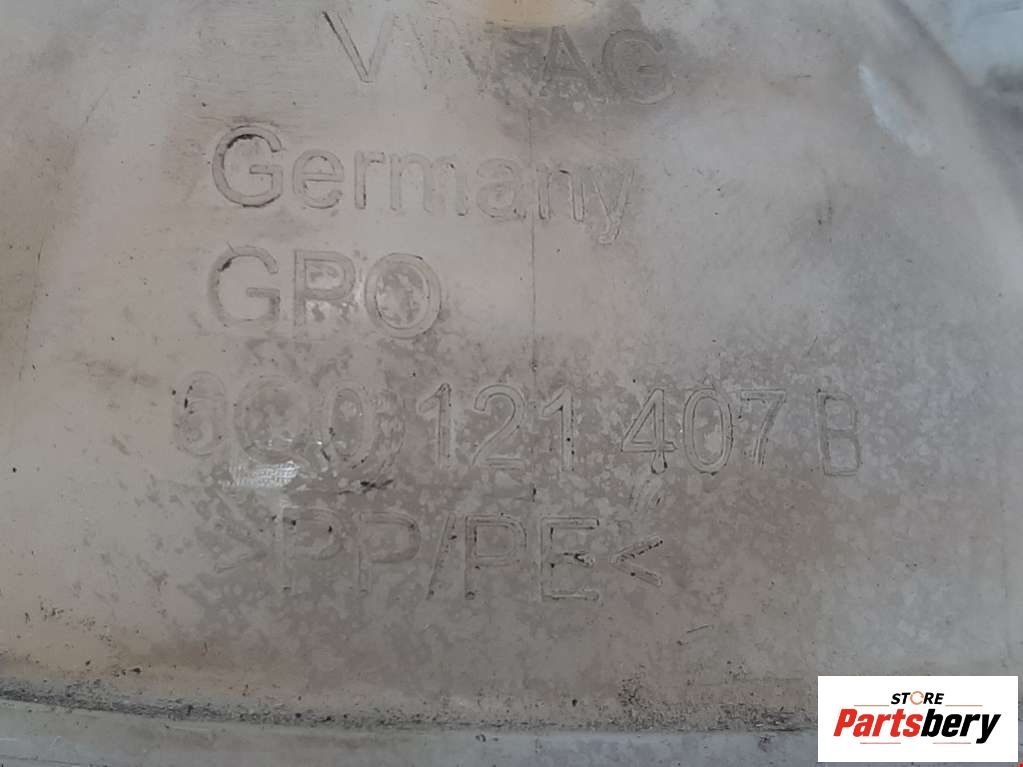 VW AG
Germany
GPO
6Q0 121 407 B
>PP/PE<
STORE
Partsbery